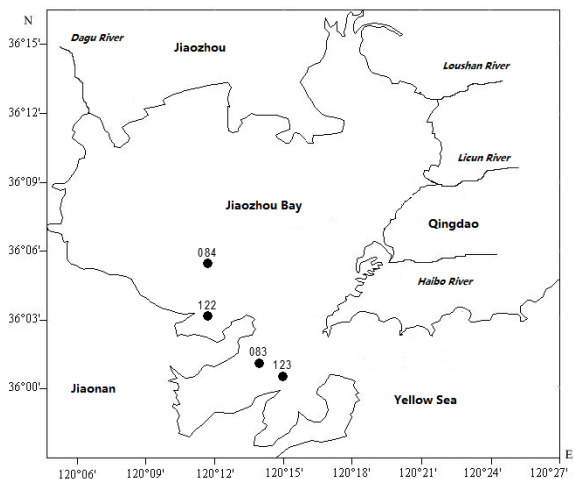 N
36°15'
Dagu River
Jiaozhou
Loushan River
36°12'
Licun River
36°09'
Jiaozhou Bay
Qingdao
36°06'
084
Haibo River
122
36°03'
083
123
36°00'
Jiaonan
Yellow Sea
E
120°06' 120°09' 120°12' 120°15' 120°18' 120°21' 120°24' 120°27'